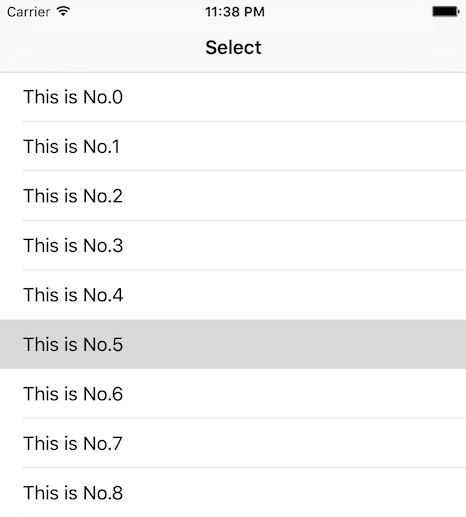 Carrier 11:38 PM
Select
This is No.0
This is No.1
This is No.2
This is No.3
This is No.4
This is No.5
This is No.6
This is No.7
This is No.8